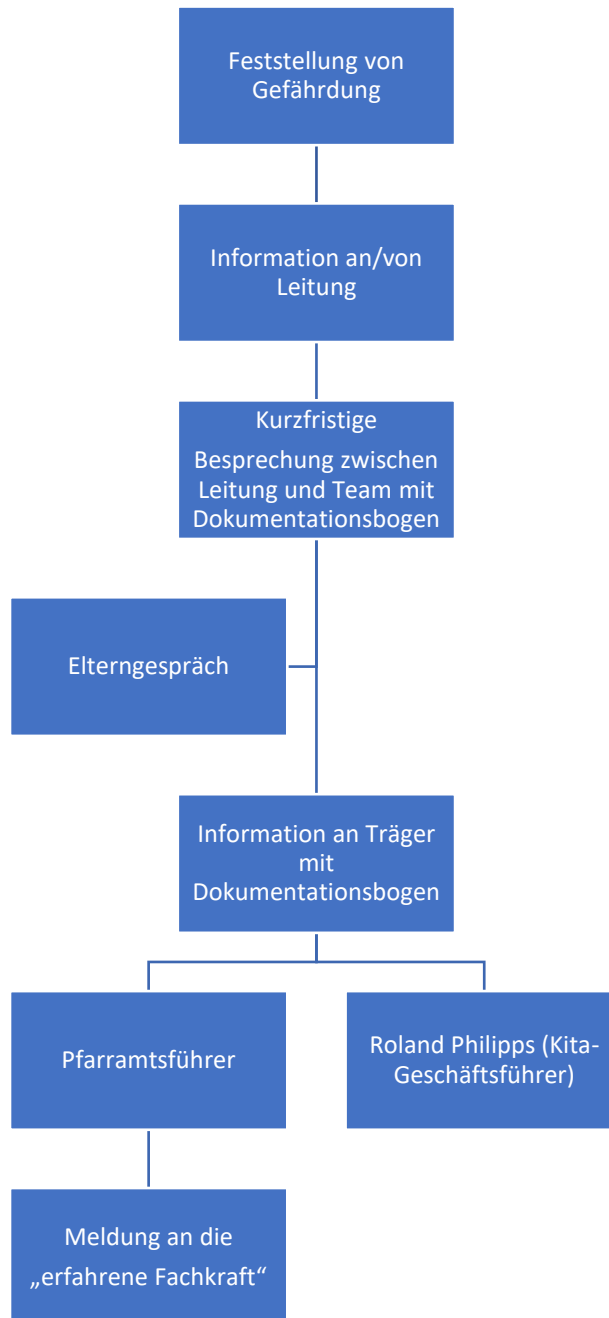 Feststellung von
Gefährdung
Information an/von
Leitung
Kurzfristige
Besprechung zwischen
Leitung und Team mit
Dokumentationsbogen
Elterngespräch
Information an Träger
mit
Dokumentationsbogen
Pfarramtsführer
Roland Philipps (Kita-
Geschäftsführer)
Meldung an die
„erfahrene Fachkraft“